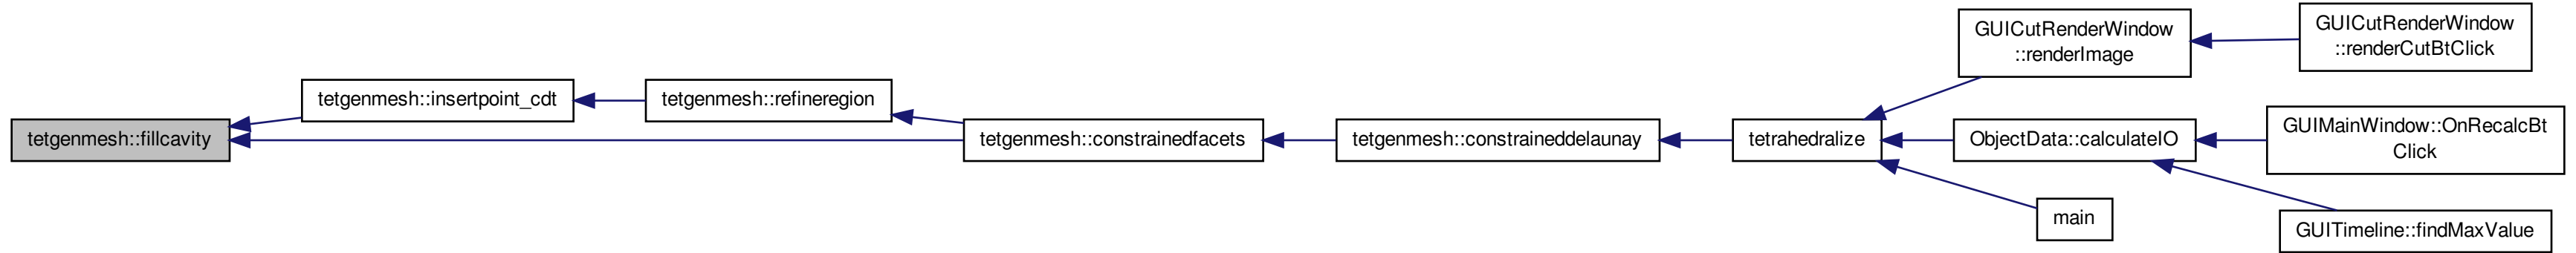 tetgenmesh::fillcavity
tetgenmesh::insertpoint_cdt
tetgenmesh::refineregion
tetgenmesh::constrainedfacets
tetgenmesh::constraineddelaunay
tetrahedralize
GUICutRenderWindow
::renderImage
GUICutRenderWindow
::renderCutBtClick
ObjectData::calculateIO
GUIMainWindow::OnRecalcBt
Click
main
GUITimeline::findMaxValue